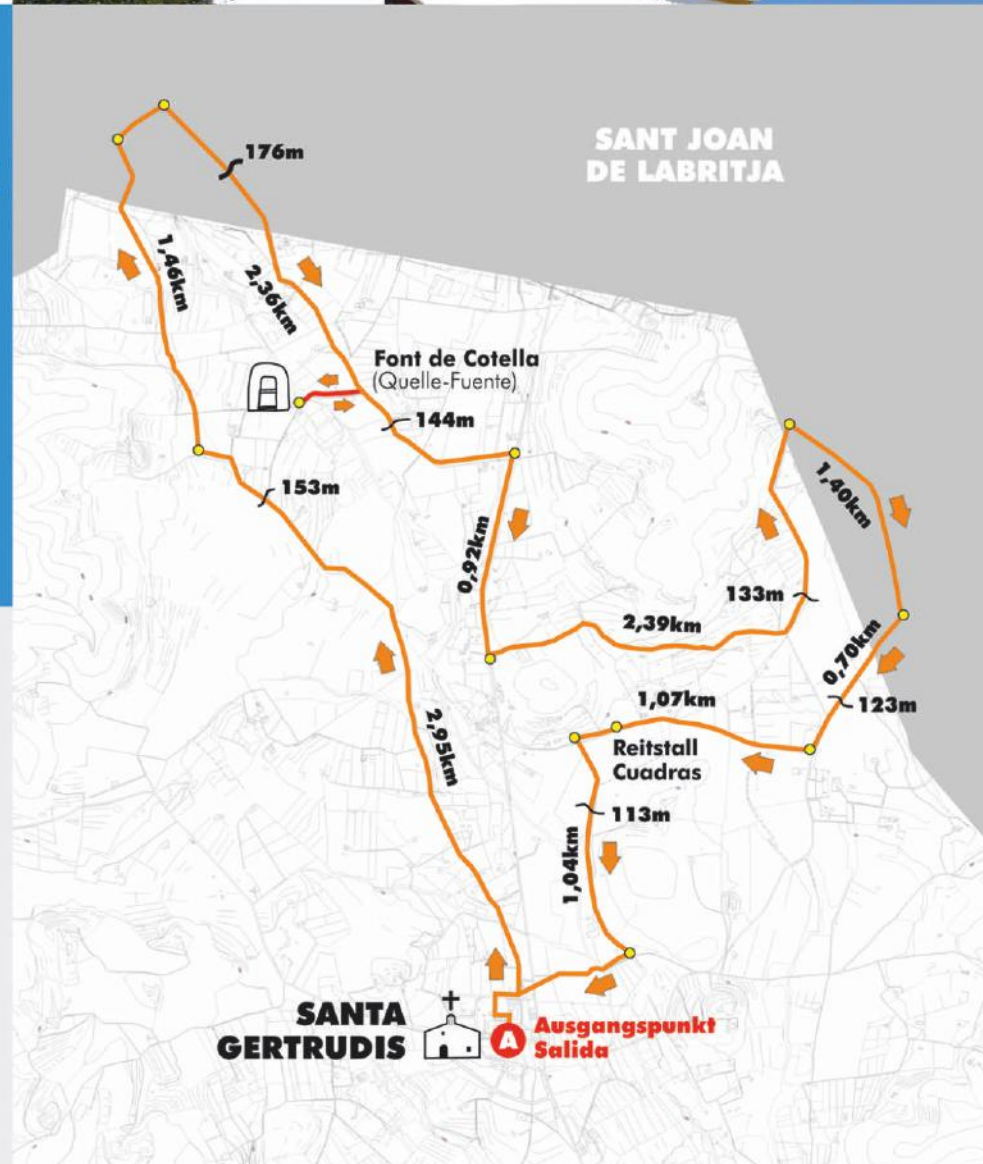 SANT JOAN
DE LABRITJA
176m
1,46km
2,36km
Font de Cotella
(Quelle-Fuente)
144m
153m
1,40km
0,92km
133m
2,39km
0,70km
123m
1,07km
2,95km
Reitstall
Cuadras
113m
1,04km
SANTA
GERTRUDIS
A
Ausgangspunkt
Salida